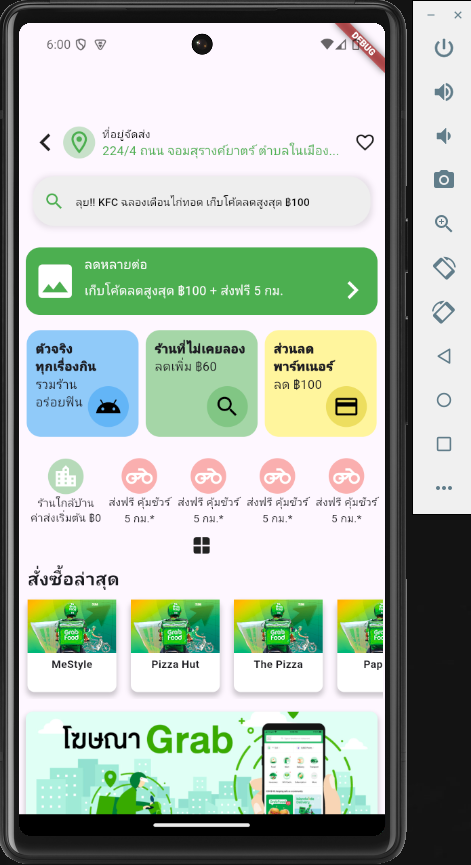 6:00
DEBUG
ที่อยู่จัดส่ง
224/4 ถนน จอมสุรางค์ยาตร์ ตำบลในเมือง...
ลุย!! KFC ฉลองเดือนไก่ทอด เก็บโค้ดลดสูงสุด ฿100
ลดหลายต่อ
เก็บโค้ดลดสูงสุด ฿100 + ส่งฟรี 5 กม.
ตัวจริง
ทุกเรื่องกิน
รวมร้าน
อร่อยฟิน
ร้านที่ไม่เคยลอง
ลดเพิ่ม ฿60
ส่วนลด
พาร์ทเนอร์
ลด ฿100
ร้านใกล้บ้าน
ค่าส่งเริ่มต้น ฿0
ส่งฟรี คุ้มชัวร์
5 กม.*
ส่งฟรี คุ้มชัวร์
5 กม.*
ส่งฟรี คุ้มชัวร์
5 กม.*
ส่งฟรี คุ้มชัวร์
5 กม.*
สั่งซื้อล่าสุด
Grab
Food
Grab
Food
Grab
Food
MeStyle
Pizza Hut
The Pizza
Pap
โฆษณา Grab